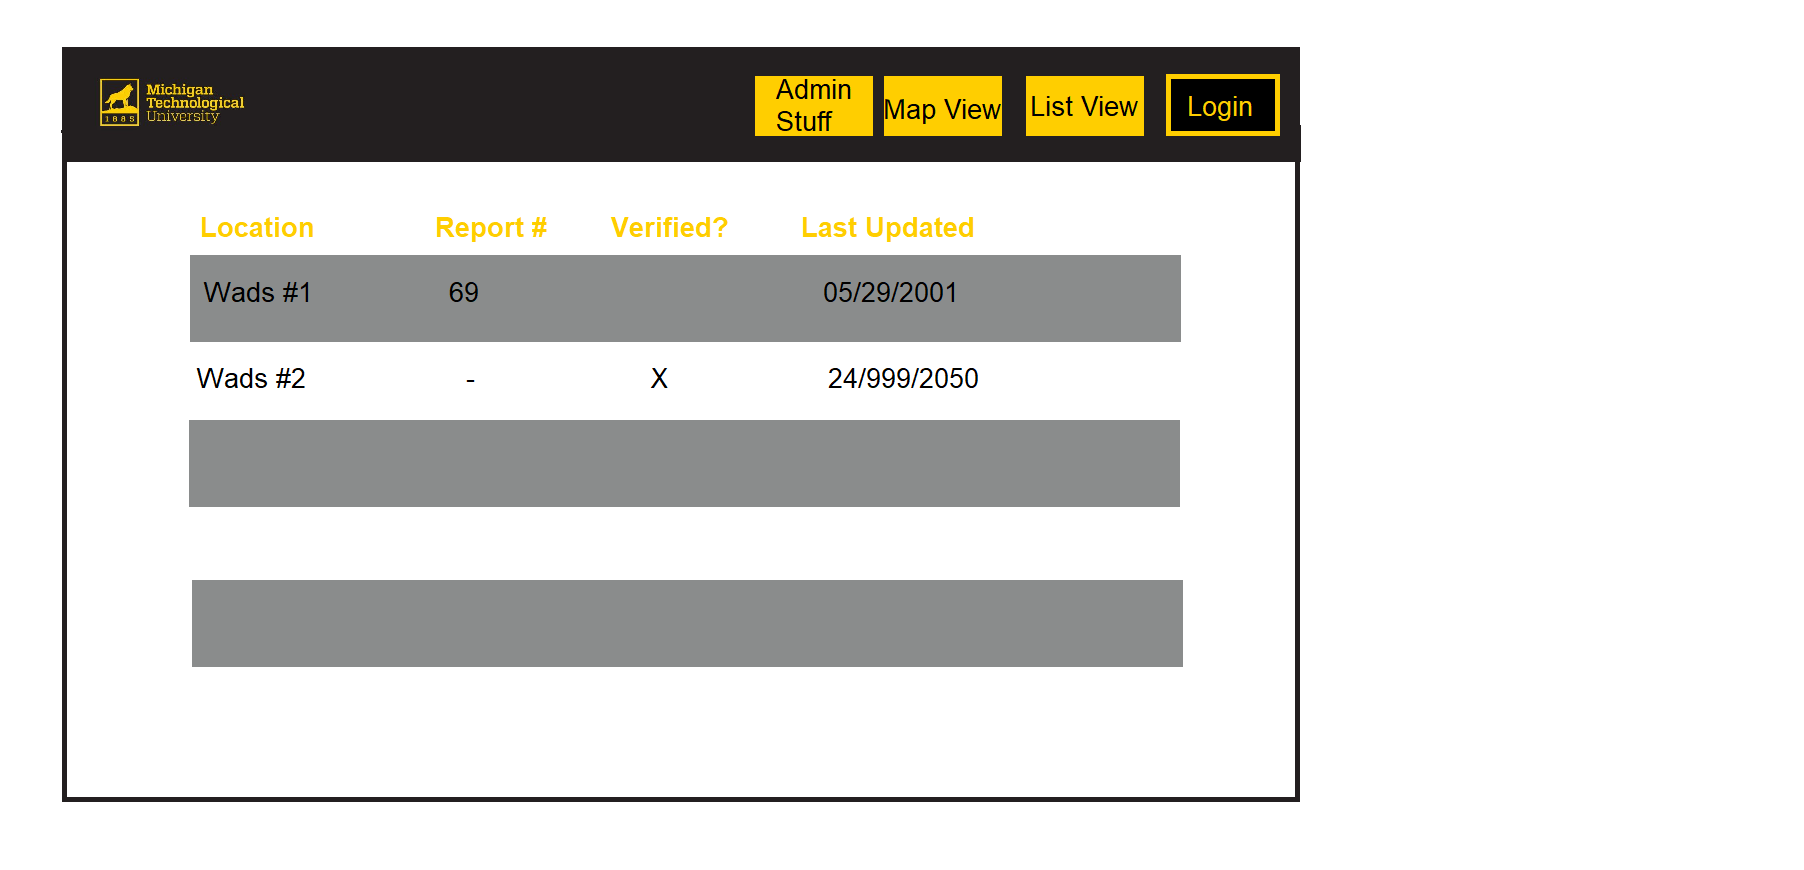 Michigan
Technological
University
1885
Admin
Stuff
Map View
List View
Login
Location Report # Verified? Last Updated
Wads #1 69 05/29/2001
Wads #2 - X 24/999/2050